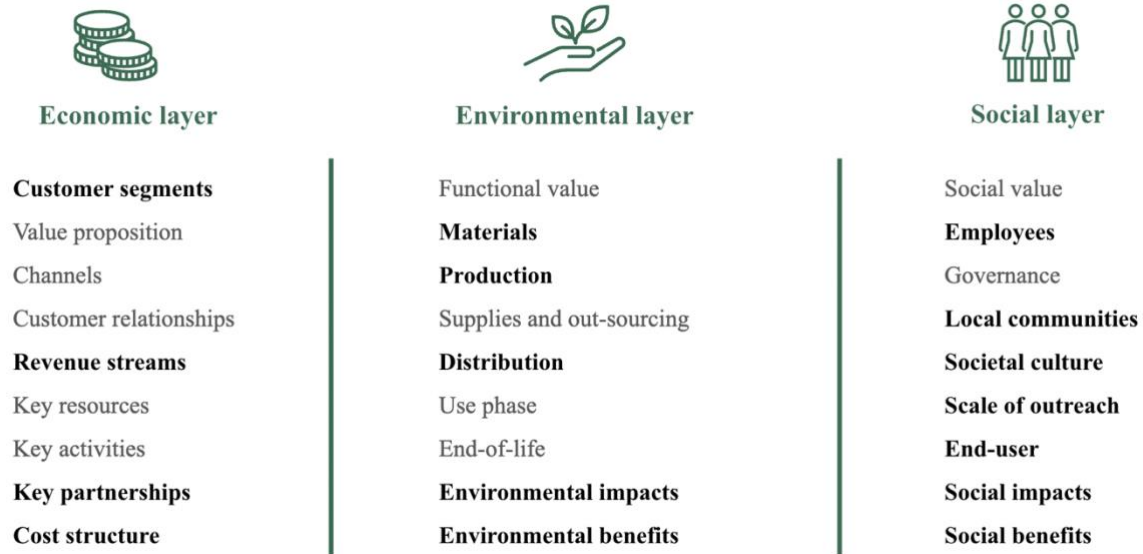 Economic layer
Customer segments
Value proposition
Channels
Customer relationships
Revenue streams
Key resources
Key activities
Key partnerships
Cost structure
Environmental layer
Functional value
Materials
Production
Supplies and out-sourcing
Distribution
Use phase
End-of-life
Environmental impacts
Environmental benefits
Social layer
Social value
Employees
Governance
Local communities
Societal culture
Scale of outreach
End-user
Social impacts
Social benefits